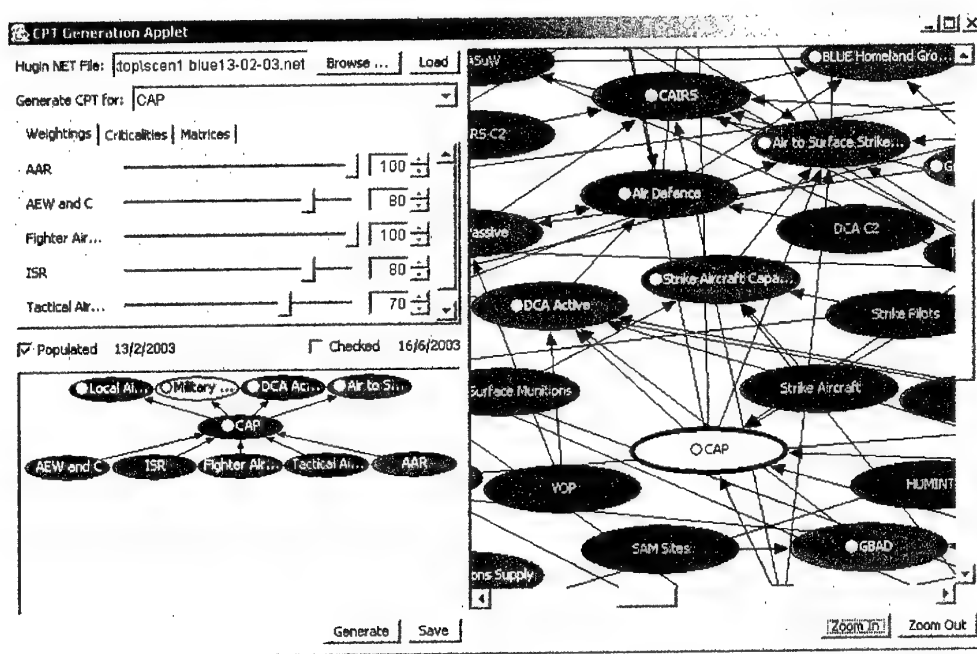 CPT Generation Applet
Hugin NET File: top\scen1 blue13-02-03.net Browse ... Load
Generate CPT for: CAP
Weightings Criticalities Matrices
AAR 100
AEW and C 80
Fighter Air... 100
ISR 80
Tactical Air... 70
Populated 13/2/2003 Checked 16/6/2003
Local Ai... Military ... DCA Aci... Air to S...
CAP
AEW and C ISR Fighter Air... Tactical Ai... AAR
Generate Save
ASuW BLUE Homeland Gro...
CAIRS
RS-C2 Air to Surface Strike...
Air Defence
assive DCA C2
Strike Aircraft Capa...
DCA Active Strike Pilots
Surface Munitions Strike Aircraft
CAP
VOP HUMINT
SAM Sites GBAD
ons Supply
Zoom In Zoom Out